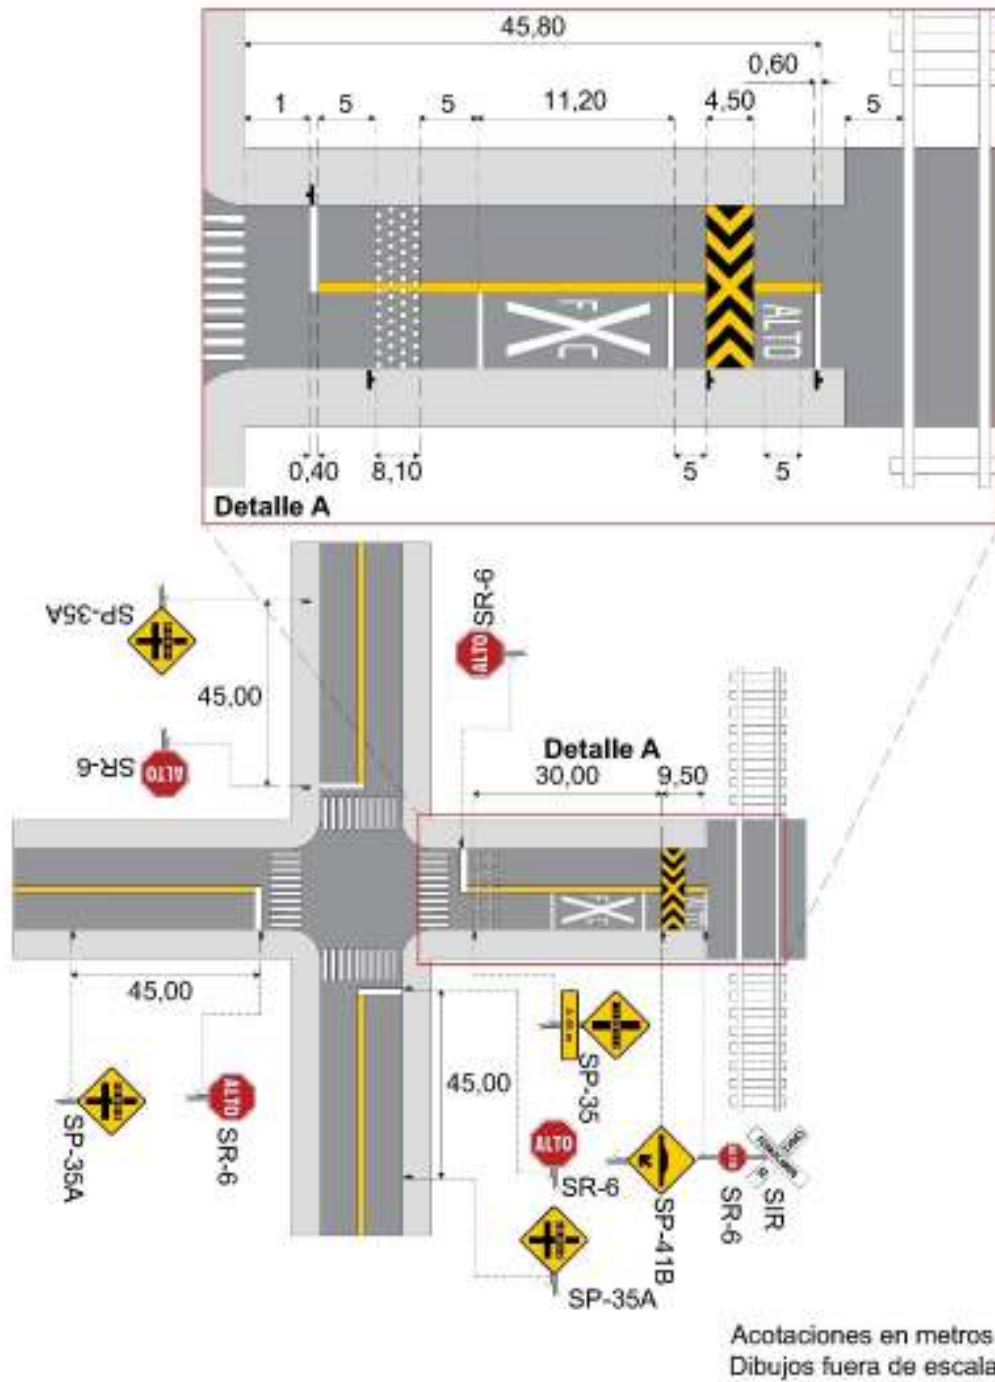 45,80
0,60
1
5
5
11,20
4,50
5
F C
ALTO
0,40
8,10
5
5
Detalle A
SP-35A
SR-6
ALTO
45,00
SR-6
ALTO
Detalle A
30,00
9,50
F C
ALTO
45,00
45,00
SP-35
ALTO
SR-6
SP-35A
ALTO
SR-6
SP-41B
ALTO
SR-6
SIR
SP-35A
Acotaciones en metros
Dibujos fuera de escala